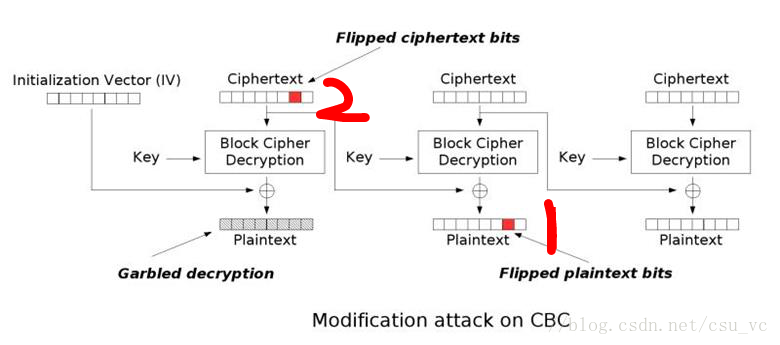 Flipped ciphertext bits
Initialization Vector (IV)
Ciphertext
Ciphertext
Ciphertext
2
Block Cipher
Decryption
Block Cipher
Decryption
Block Cipher
Decryption
Key
Key
Key
1
Plaintext
Plaintext
Plaintext
Garbled decryption
Flipped plaintext bits
Modification attack on CBC
//blog.csdn.net/csu_vc